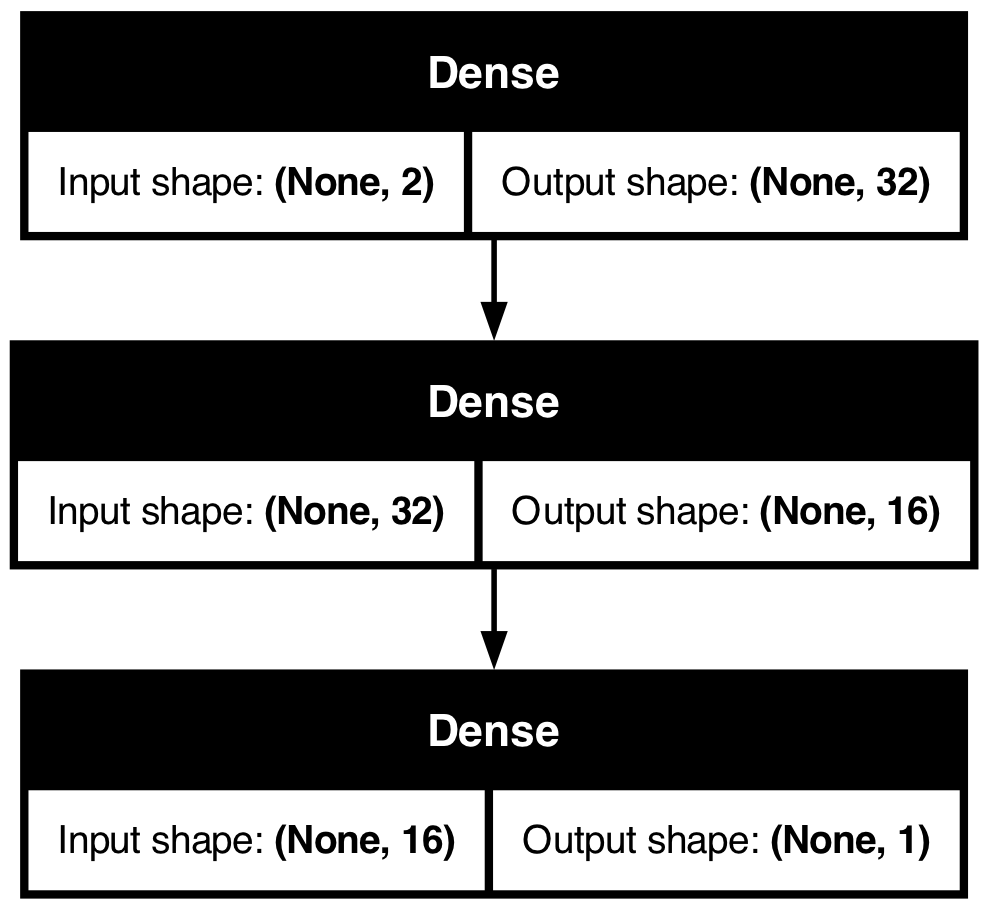 Dense
Input shape: (None, 2)
Output shape: (None, 32)
Dense
Input shape: (None, 32)
Output shape: (None, 16)
Dense
Input shape: (None, 16)
Output shape: (None, 1)